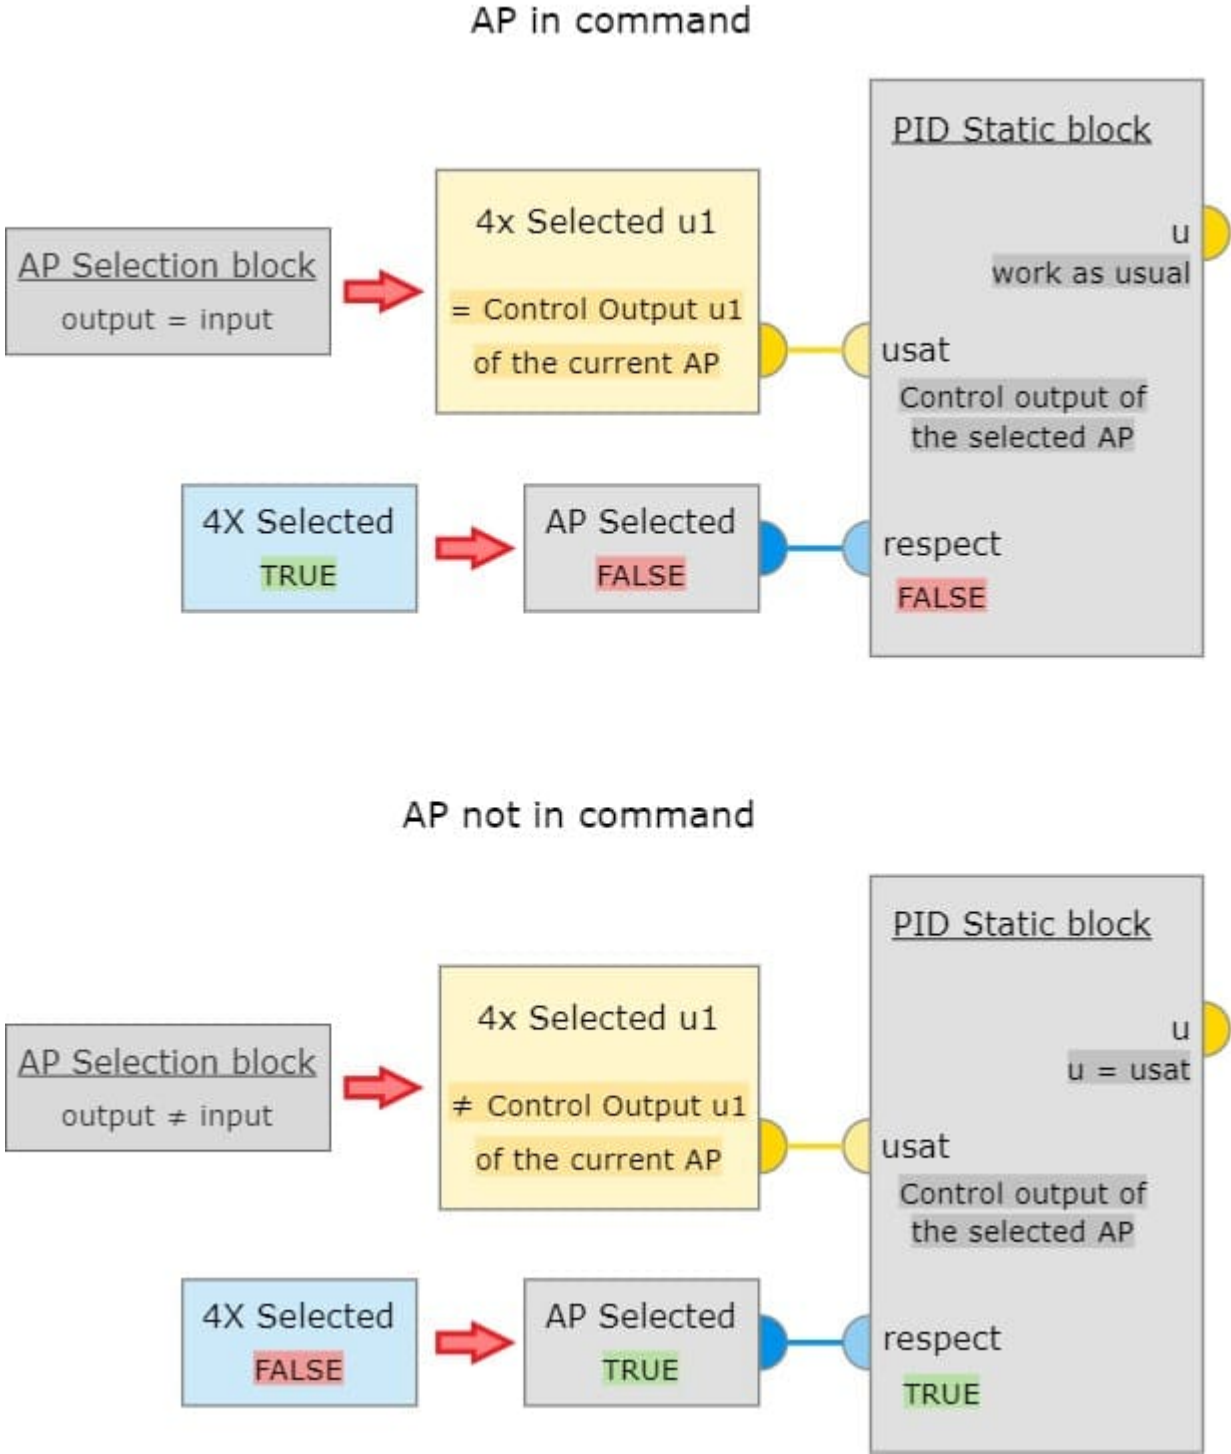 AP in command
PID Static block
4x Selected u1
u
work as usual
AP Selection block
output = input
= Control Output u1
of the current AP
usat
Control output of
the selected AP
4X Selected
TRUE
AP Selected
FALSE
respect
FALSE
AP not in command
PID Static block
4x Selected u1
u
u = usat
AP Selection block
output ≠ input
≠ Control Output u1
of the current AP
usat
Control output of
the selected AP
4X Selected
FALSE
AP Selected
TRUE
respect
TRUE